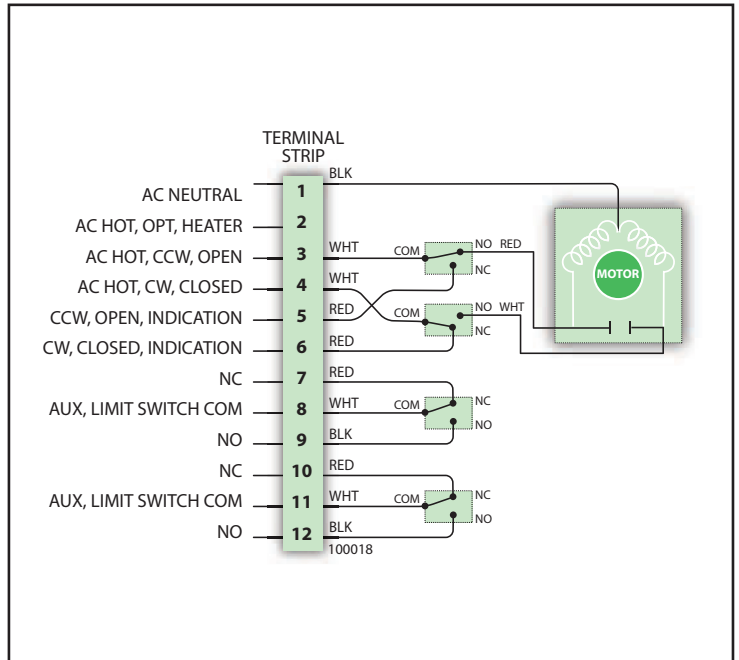 TERMINAL
STRIP
AC NEUTRAL 1 BLK
AC HOT, OPT, HEATER 2
AC HOT, CCW, OPEN 3 WHT COM NO RED
NC
AC HOT, CW, CLOSED 4 WHT
CCW, OPEN, INDICATION 5 RED COM NO WHT
NC
CW, CLOSED, INDICATION 6 RED
NC 7 RED
AUX, LIMIT SWITCH COM 8 WHT COM NC
NO
NO 9 BLK
NC 10 RED
AUX, LIMIT SWITCH COM 11 WHT COM NC
NO
NO 12 BLK
100018
MOTOR